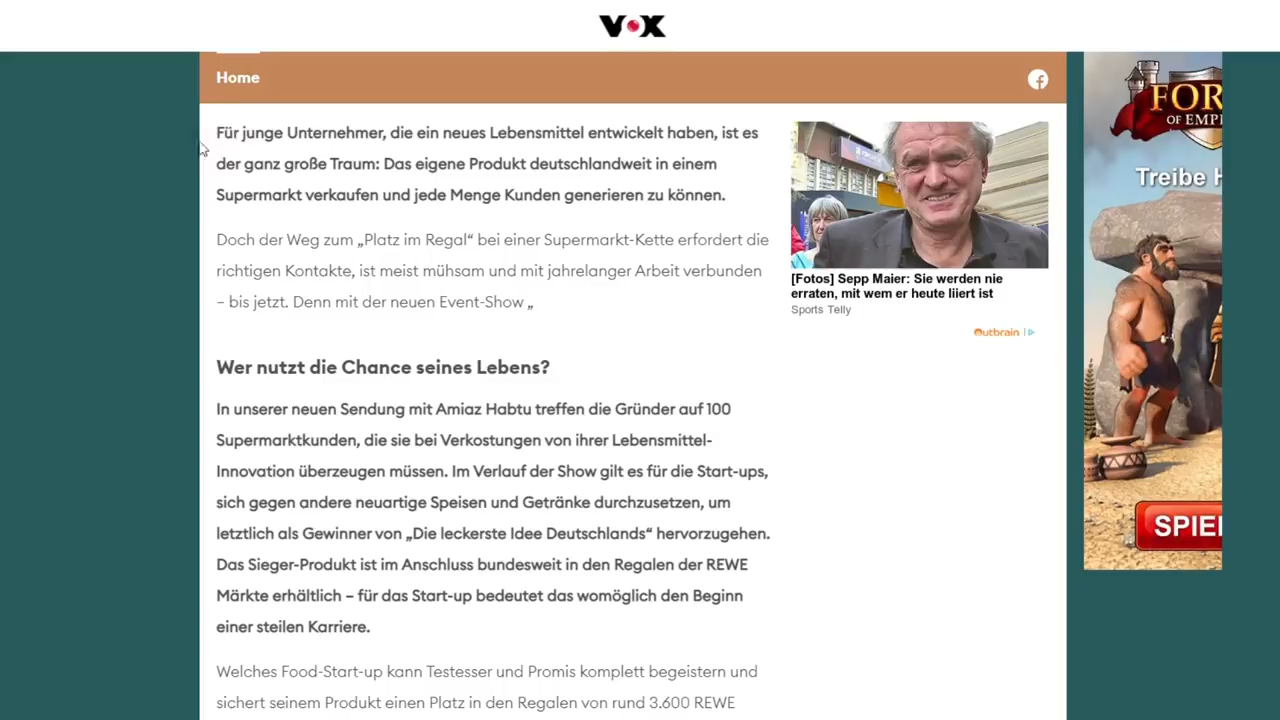 VOX
Home
Für junge Unternehmer, die ein neues Lebensmittel entwickelt haben, ist es
der ganz große Traum: Das eigene Produkt deutschlandweit in einem
Supermarkt verkaufen und jede Menge Kunden generieren zu können.
Doch der Weg zum „Platz im Regal“ bei einer Supermarkt-Kette erfordert die
richtigen Kontakte, ist meist mühsam und mit jahrelanger Arbeit verbunden
– bis jetzt. Denn mit der neuen Event-Show „
Wer nutzt die Chance seines Lebens?
In unserer neuen Sendung mit Amiaz Habtu treffen die Gründer auf 100
Supermarktkunden, die sie bei Verkostungen von ihrer Lebensmittel-
Innovation überzeugen müssen. Im Verlauf der Show gilt es für die Start-ups,
sich gegen andere neuartige Speisen und Getränke durchzusetzen, um
letztlich als Gewinner von „Die leckerste Idee Deutschlands“ hervorzugehen.
Das Sieger-Produkt ist im Anschluss bundesweit in den Regalen der REWE
Märkte erhältlich – für das Start-up bedeutet das womöglich den Beginn
einer steilen Karriere.
Welches Food-Start-up kann Testesser und Promis komplett begeistern und
sichert seinem Produkt einen Platz in den Regalen von rund 3.600 REWE
[Fotos] Sepp Maier: Sie werden nie
erraten, mit wem er heute liiert ist
Sports Telly
Outbrain
FOR
OF EMP
Treibe H
SPIE